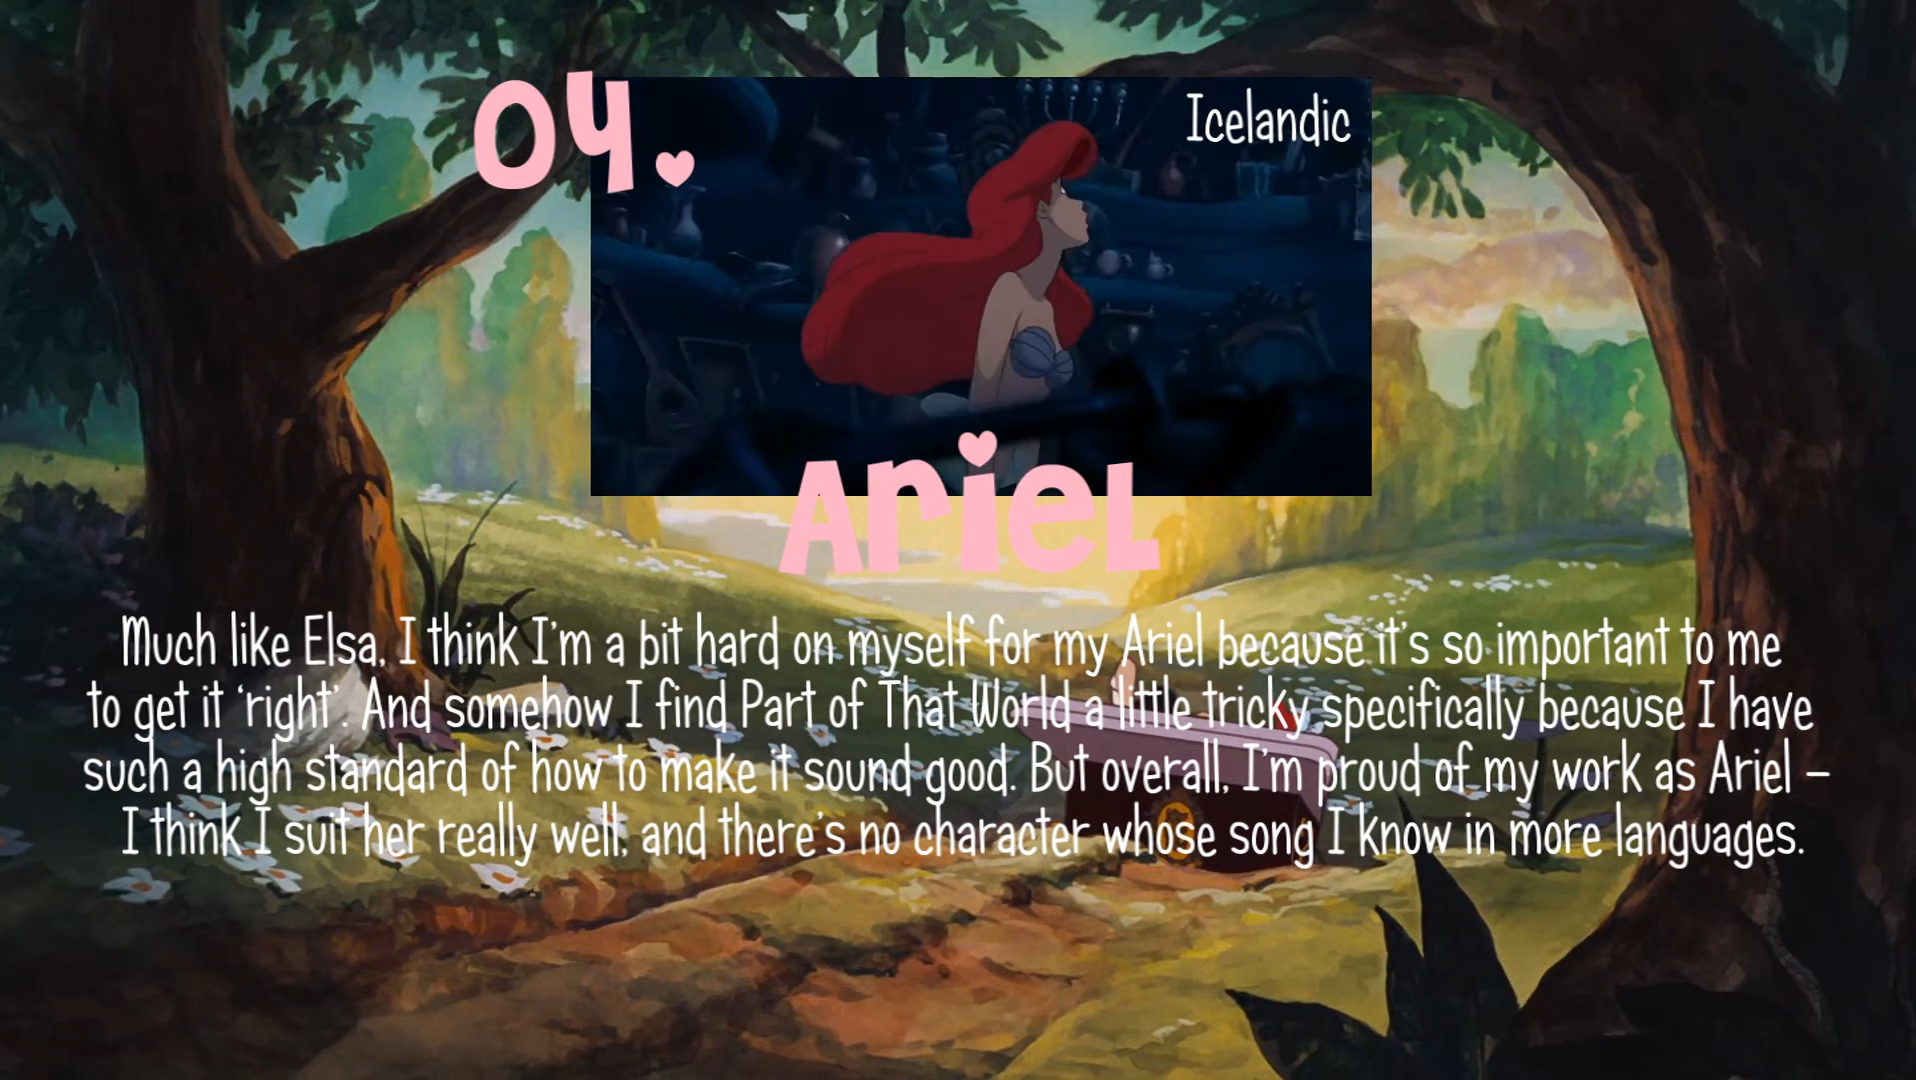 04.
Icelandic
Ariel
Much like Elsa, I think I'm a bit hard on myself for my Ariel because it's so important to me
to get it 'right'. And somehow I find Part of That World a little tricky specifically because I have
such a high standard of how to make it sound good. But overall, I'm proud of my work as Ariel –
I think I suit her really well, and there's no character whose song I know in more languages.